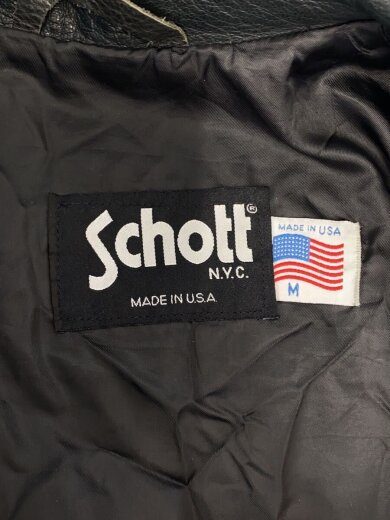 Schott®
N.Y.C.
MADE IN U.S.A.
MADE IN USA
M